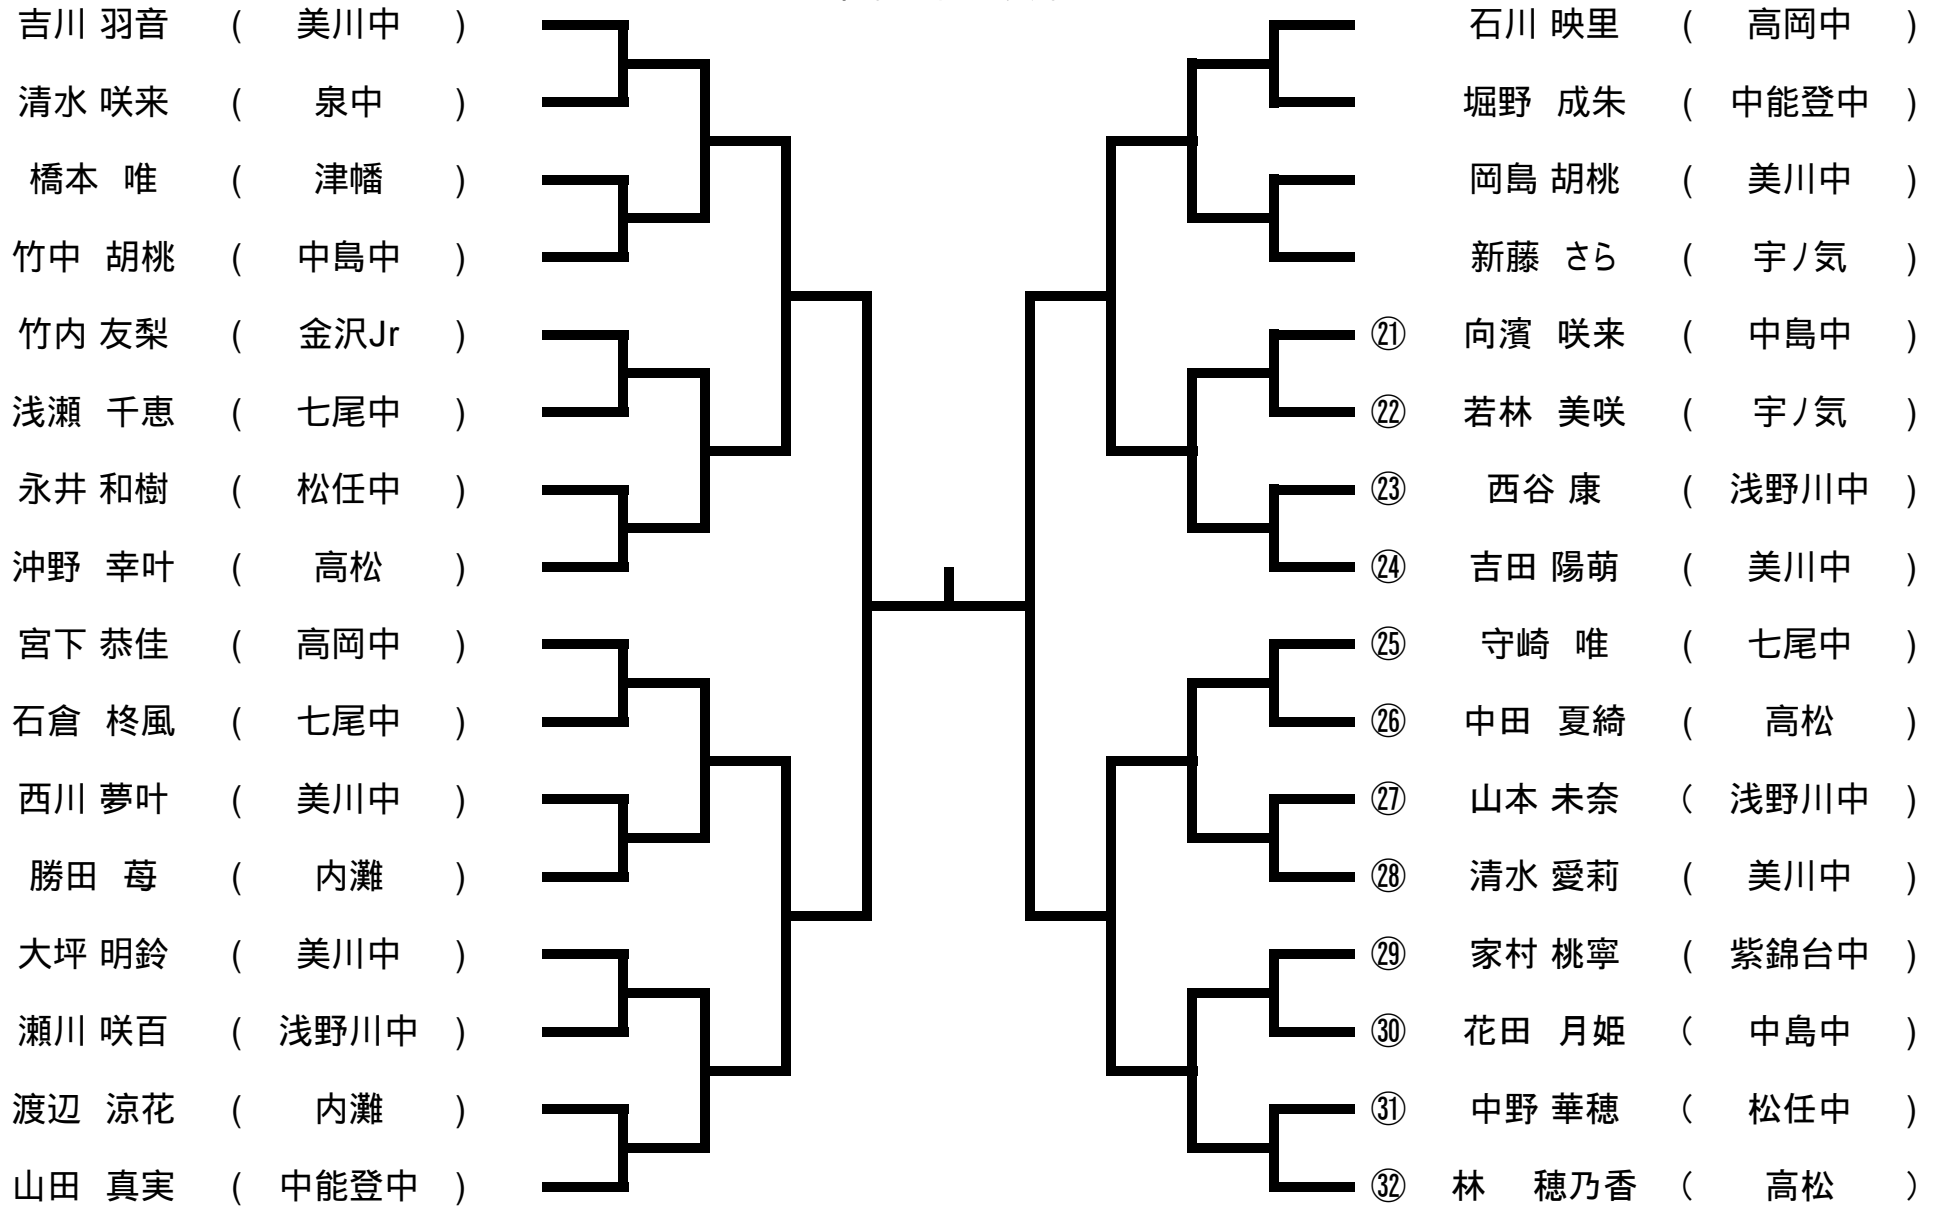 吉川 羽音 ( 美川中 )
清水 咲来 ( 泉中 )
橋本 唯 ( 津幡 )
竹中 胡桃 ( 中島中 )
竹内 友梨 ( 金沢Jr )
浅瀬 千恵 ( 七尾中 )
永井 和樹 ( 松任中 )
沖野 幸叶 ( 高松 )
宮下 恭佳 ( 高岡中 )
石倉 柊風 ( 七尾中 )
西川 夢叶 ( 美川中 )
勝田 苺 ( 内灘 )
大坪 明鈴 ( 美川中 )
瀬川 咲百 ( 浅野川中 )
渡辺 涼花 ( 内灘 )
山田 真実 ( 中能登中 )
石川 映里 ( 高岡中 )
堀野 成朱 ( 中能登中 )
岡島 胡桃 ( 美川中 )
新藤 さら ( 宇ノ気 )
㉑ 向濱 咲来 ( 中島中 )
㉒ 若林 美咲 ( 宇ノ気 )
㉓ 西谷 康 ( 浅野川中 )
㉔ 吉田 陽萌 ( 美川中 )
㉕ 守崎 唯 ( 七尾中 )
㉖ 中田 夏綺 ( 高松 )
㉗ 山本 未奈 ( 浅野川中 )
㉘ 清水 愛莉 ( 美川中 )
㉙ 家村 桃寧 ( 紫錦台中 )
㉚ 花田 月姫 ( 中島中 )
㉛ 中野 華穂 ( 松任中 )
㉜ 林 穂乃香 ( 高松 )